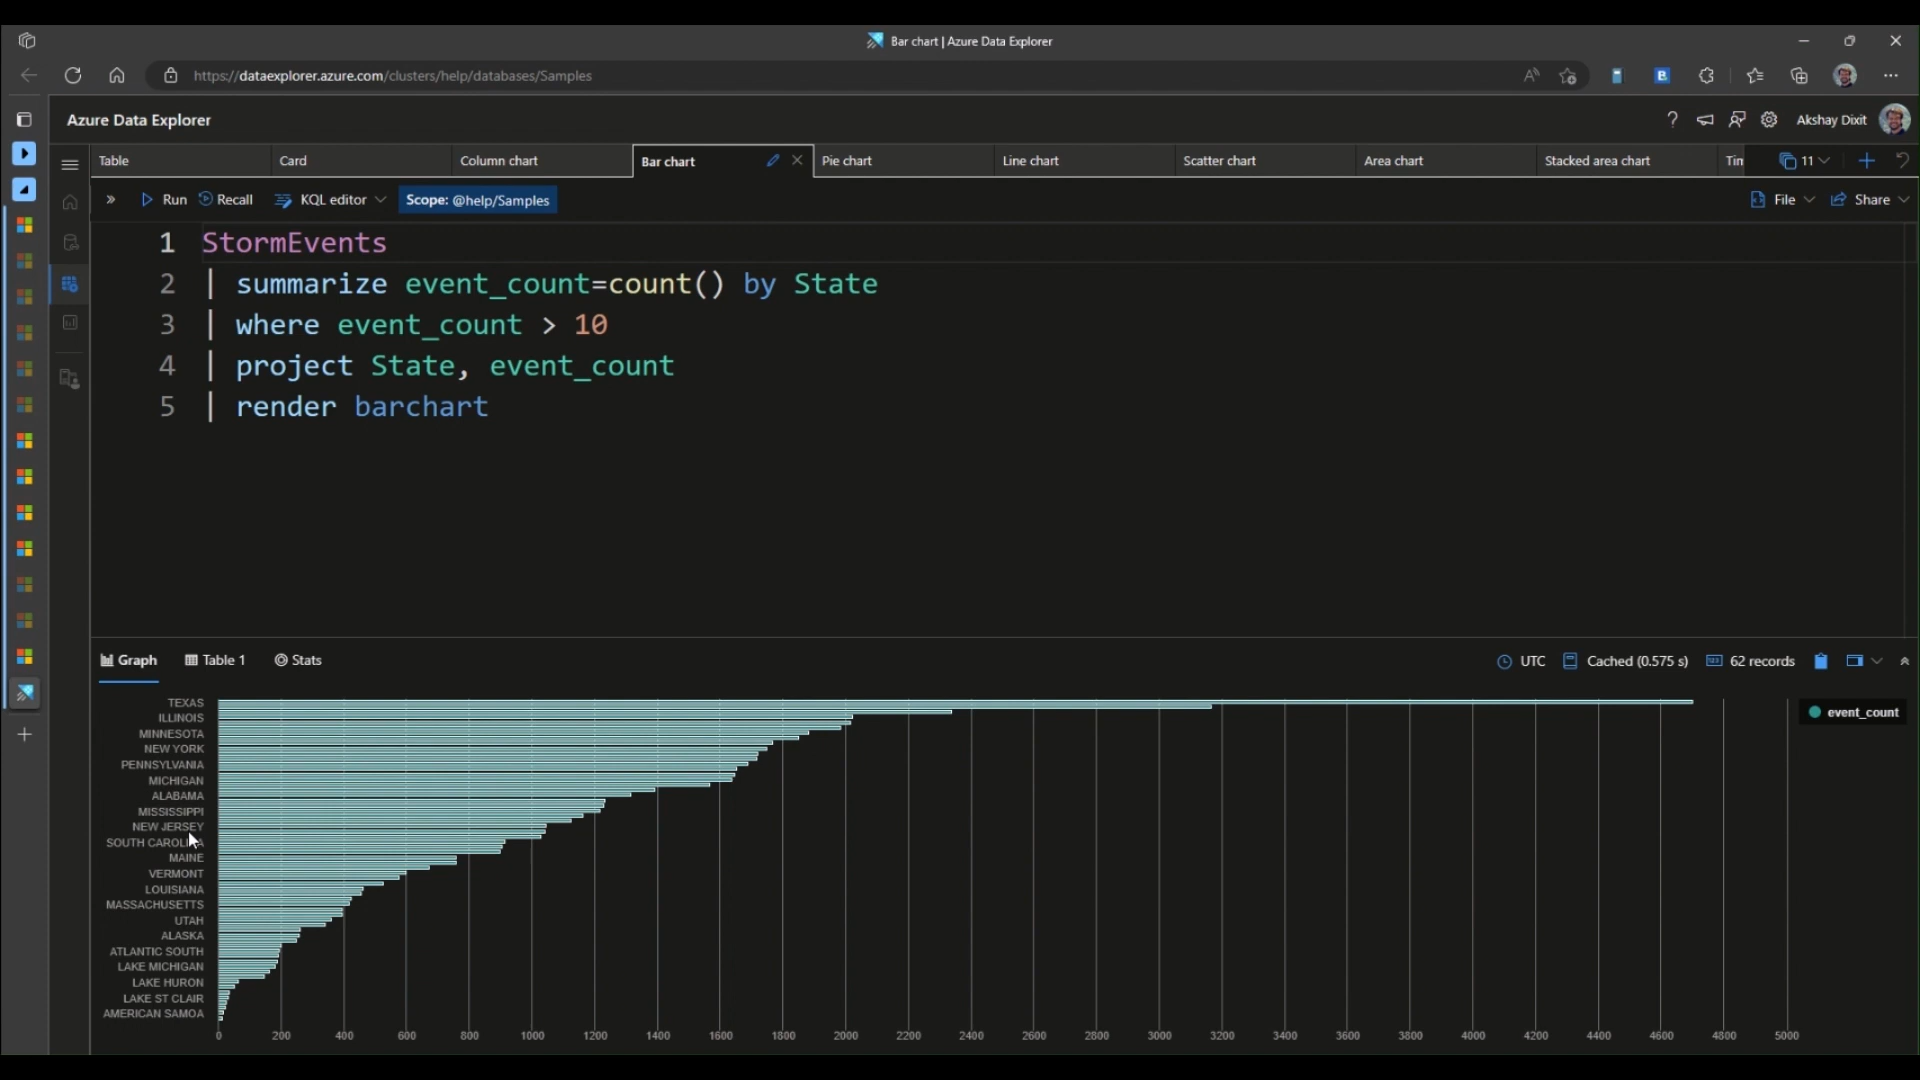 Bar chart | Azure Data Explorer
https://dataexplorer.azure.com/clusters/help/databases/Samples
Azure Data Explorer
Akshay Dixit
Table Card Column chart Bar chart Pie chart Line chart Scatter chart Area chart Stacked area chart Tin 11
Run Recall KQL editor Scope: @help/Samples File Share
1 StormEvents
2 | summarize event_count=count() by State
3 | where event_count > 10
4 | project State, event_count
5 | render barchart
Graph Table 1 Stats UTC Cached (0.575 s) 62 records
TEXAS
event_count
ILLINOIS
MINNESOTA
NEW YORK
PENNSYLVANIA
MICHIGAN
ALABAMA
MISSISSIPPI
NEW JERSEY
SOUTH CAROLINA
MAINE
VERMONT
LOUISIANA
MASSACHUSETTS
UTAH
ALASKA
ATLANTIC SOUTH
LAKE MICHIGAN
LAKE HURON
LAKE ST CLAIR
AMERICAN SAMOA
0 200 400 600 800 1000 1200 1400 1600 1800 2000 2200 2400 2600 2800 3000 3200 3400 3600 3800 4000 4200 4400 4600 4800 5000